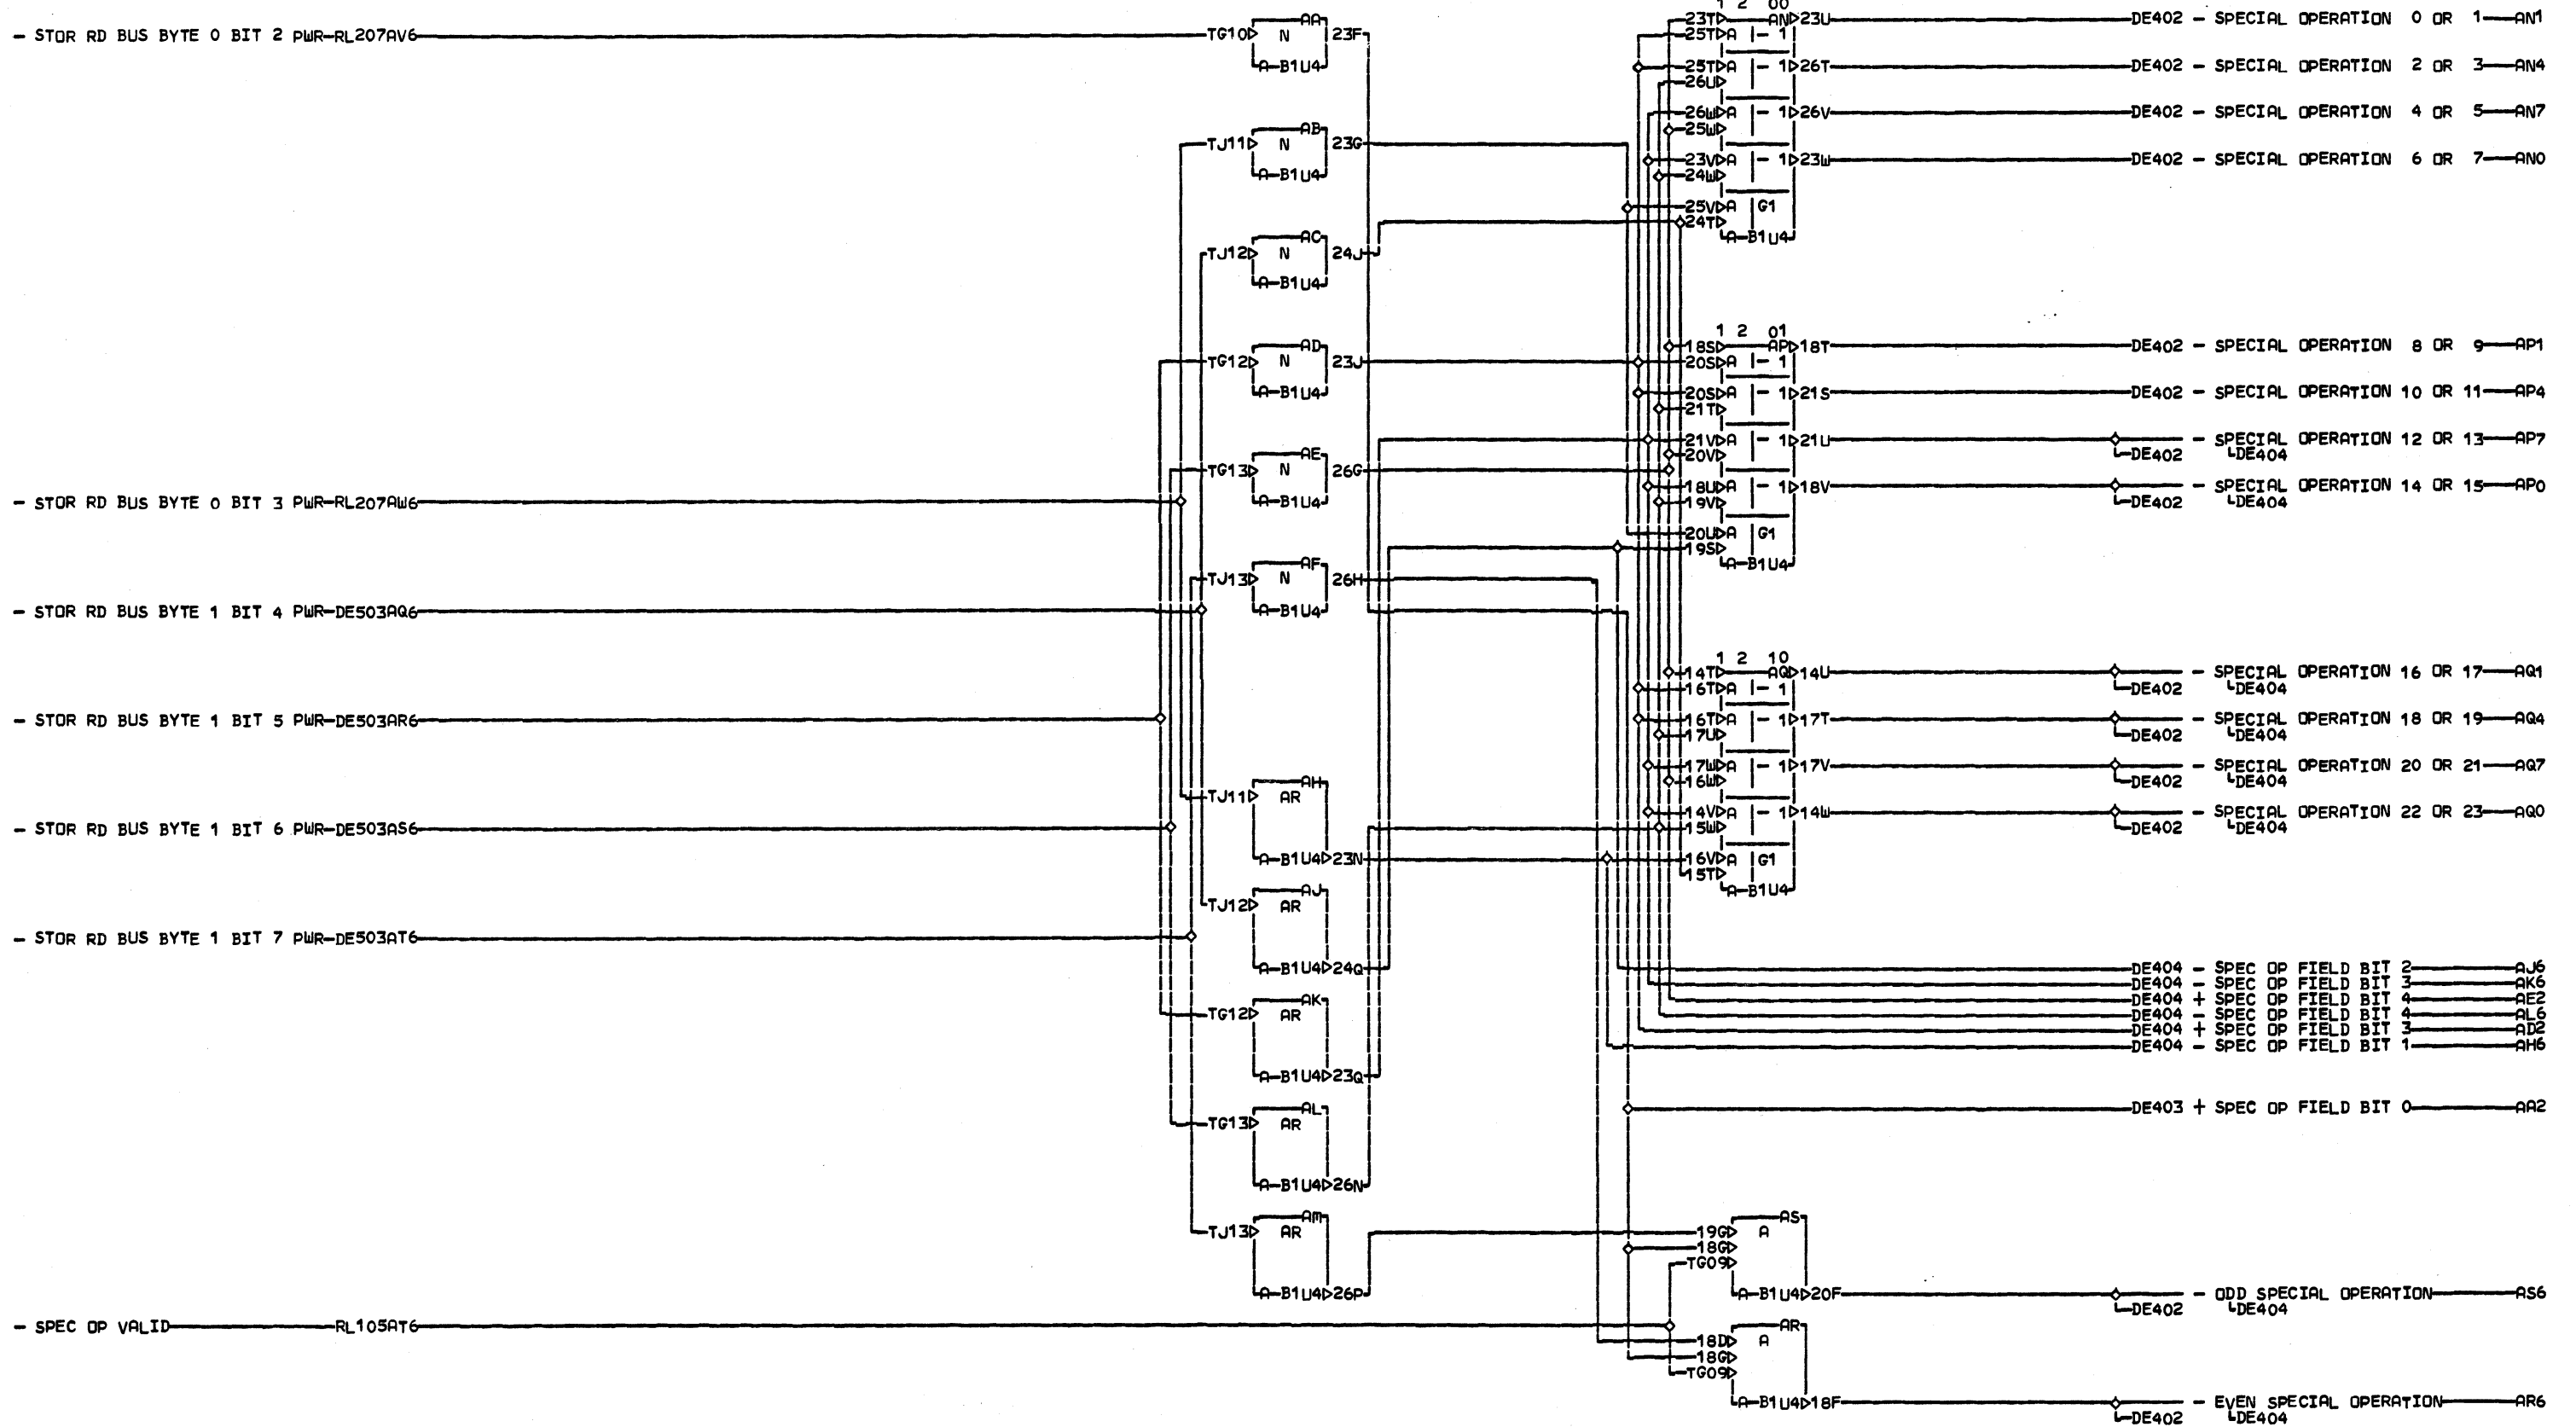 1 2 00
23T AN 23U DE402 - SPECIAL OPERATION 0 OR 1 AN1
- STOR RD BUS BYTE 0 BIT 2 PWR-RL207AV6 TG10 AA N 23F A-B1U4
25T A - 1
25T A - 1 26T DE402 - SPECIAL OPERATION 2 OR 3 AN4
26U
26W A - 1 26V DE402 - SPECIAL OPERATION 4 OR 5 AN7
25W
TJ11 AB N 23G A-B1U4
23V A - 1 23W DE402 - SPECIAL OPERATION 6 OR 7 AN0
24W
25V A G1
24T
A-B1U4
TJ12 AC N 24J A-B1U4
1 2 01
18S AP 18T DE402 - SPECIAL OPERATION 8 OR 9 AP1
TG12 AD N 23J A-B1U4
20S A - 1
20S A - 1 21S DE402 - SPECIAL OPERATION 10 OR 11 AP4
21T
21V A - 1 21U - SPECIAL OPERATION 12 OR 13 AP7
20V DE402 DE404
TG13 AE N 26G A-B1U4
18U A - 1 18V - SPECIAL OPERATION 14 OR 15 AP0
- STOR RD BUS BYTE 0 BIT 3 PWR-RL207AW6
19V DE402 DE404
20U A G1
19S
A-B1U4
TJ13 AF N 26H A-B1U4
- STOR RD BUS BYTE 1 BIT 4 PWR-DE503AQ6
1 2 10
14T AQ 14U - SPECIAL OPERATION 16 OR 17 AQ1
16T A - 1 DE402 DE404
- STOR RD BUS BYTE 1 BIT 5 PWR-DE503AR6
16T A - 1 17T - SPECIAL OPERATION 18 OR 19 AQ4
17U DE402 DE404
17W A - 1 17V - SPECIAL OPERATION 20 OR 21 AQ7
16W DE402 DE404
TJ11 AH AR A-B1U4 23N
14V A - 1 14W - SPECIAL OPERATION 22 OR 23 AQ0
- STOR RD BUS BYTE 1 BIT 6 PWR-DE503AS6
15W DE402 DE404
16V A G1
15T
A-B1U4
TJ12 AJ AR A-B1U4 24Q
- STOR RD BUS BYTE 1 BIT 7 PWR-DE503AT6
DE404 - SPEC OP FIELD BIT 2 AJ6
DE404 - SPEC OP FIELD BIT 3 AK6
DE404 + SPEC OP FIELD BIT 4 AE2
DE404 - SPEC OP FIELD BIT 4 AL6
DE404 + SPEC OP FIELD BIT 3 AD2
DE404 - SPEC OP FIELD BIT 1 AH6
TG12 AK AR A-B1U4 23Q
DE403 + SPEC OP FIELD BIT 0 AA2
TG13 AL AR A-B1U4 26N
TJ13 AM AR A-B1U4 26P
19G AS A
18G
TG09
A-B1U4 20F - ODD SPECIAL OPERATION AS6
DE402 DE404
- SPEC OP VALID RL105AT6
18D AR A
18G
TG09
A-B1U4 18F - EVEN SPECIAL OPERATION AR6
DE402 DE404